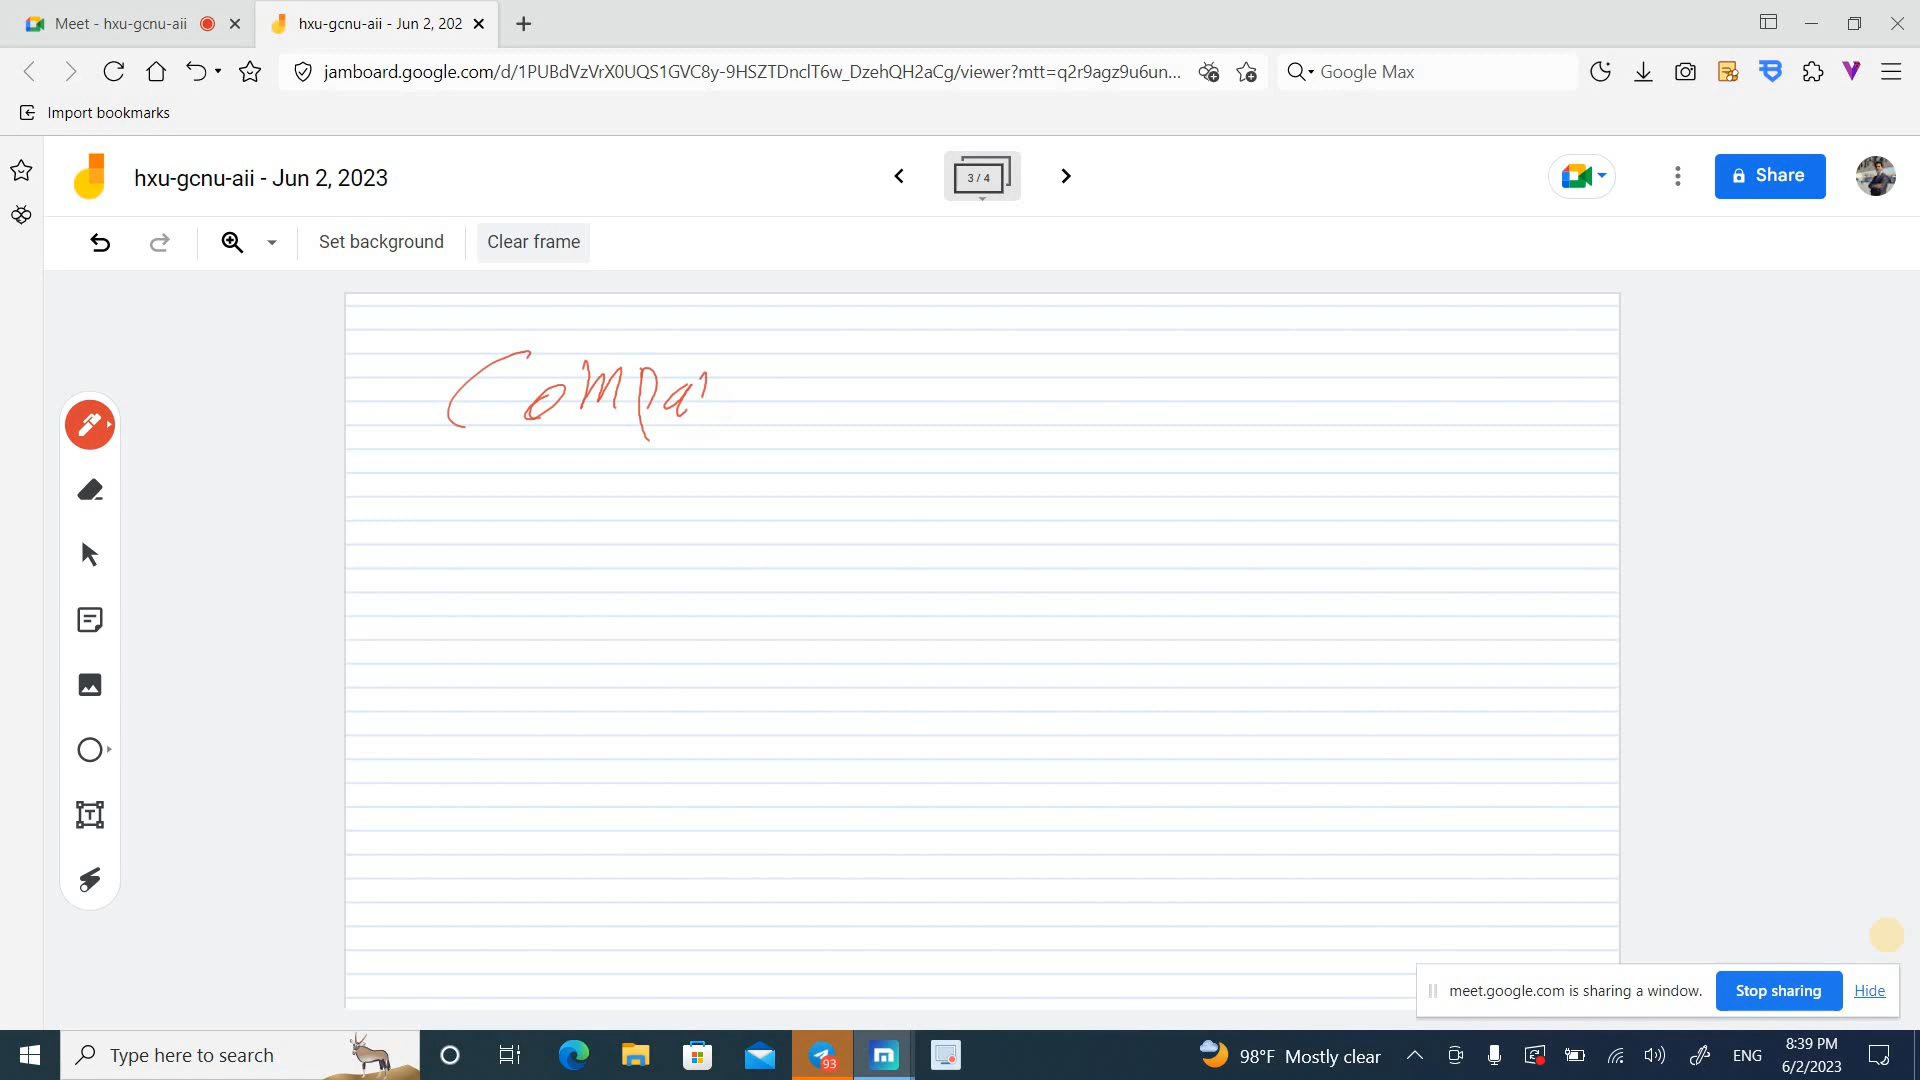 Meet - hxu-gcnu-aii
hxu-gcnu-aii - Jun 2, 202
jamboard.google.com/d/1PUBdVzVrX0UQS1GVC8y-9HSZTDnclT6w_DzehQH2aCg/viewer?mtt=q2r9agz9u6un...
Google Max
Import bookmarks
hxu-gcnu-aii - Jun 2, 2023
3 / 4
Share
Set background
Clear frame
Compar
meet.google.com is sharing a window.
Stop sharing
Hide
Type here to search
93
98°F Mostly clear
ENG
8:39 PM
6/2/2023